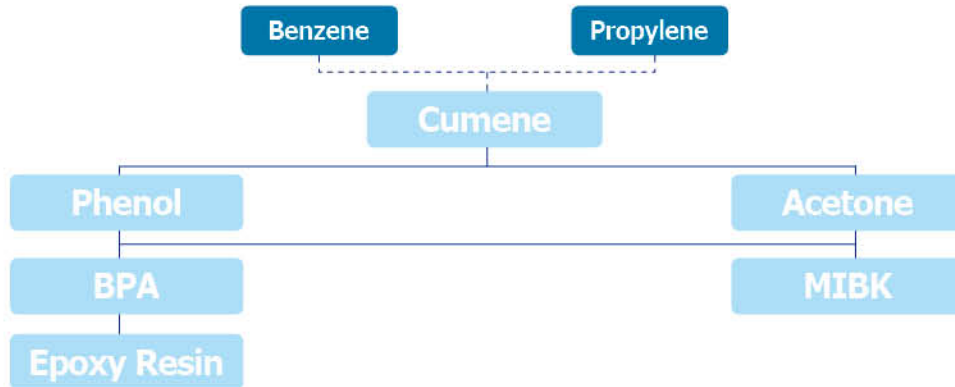 Benzene
Propylene
Cumene
Phenol
Acetone
BPA
MIBK
Epoxy Resin